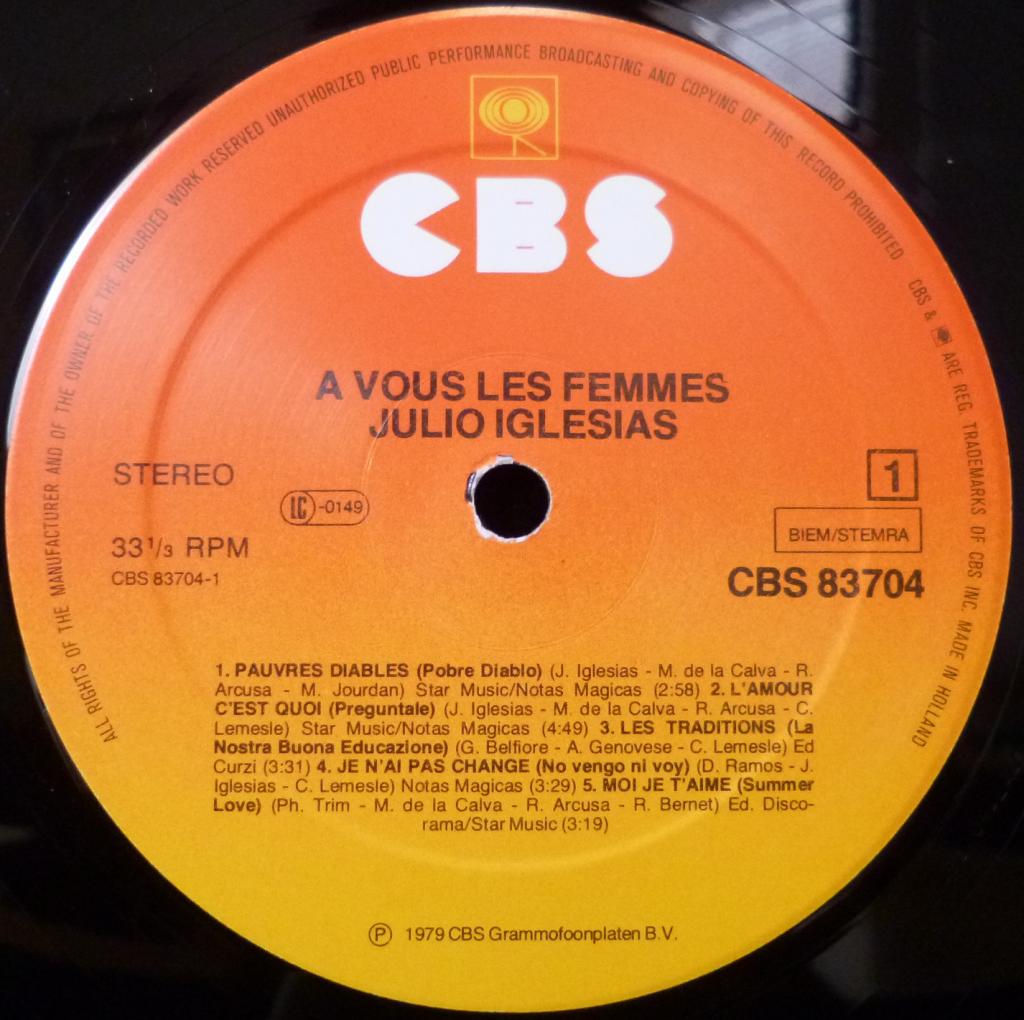 ALL RIGHTS OF THE MANUFACTURER AND OF THE OWNER OF THE RECORDED WORK RESERVED UNAUTHORIZED PUBLIC PERFORMANCE BROADCASTING AND COPYING OF THIS RECORD PROHIBITED CBS & ARE REG. TRADEMARKS OF CBS INC. MADE IN HOLLAND
CBS
A VOUS LES FEMMES
JULIO IGLESIAS
STEREO
1
LC -0149
BIEM/STEMRA
33 1/3 RPM
CBS 83704-1
CBS 83704
1. PAUVRES DIABLES (Pobre Diablo) (J. Iglesias - M. de la Calva - R.
Arcusa - M. Jourdan) Star Music/Notas Magicas (2:58) 2. L'AMOUR
C'EST QUOI (Preguntale) (J. Iglesias - M. de la Calva - R. Arcusa - C.
Lemesle) Star Music/Notas Magicas (4:49) 3. LES TRADITIONS (La
Nostra Buona Educazione) (G. Belfiore - A. Genovese - C. Lemesle) Ed
Curzi (3:31) 4. JE N'AI PAS CHANGE (No vengo ni voy) (D. Ramos - J.
Iglesias - C. Lemesle) Notas Magicas (3:29) 5. MOI JE T'AIME (Summer
Love) (Ph. Trim - M. de la Calva - R. Arcusa - R. Bernet) Ed. Disco-
rama/Star Music (3:19)
Ⓟ 1979 CBS Grammofoonplaten B.V.